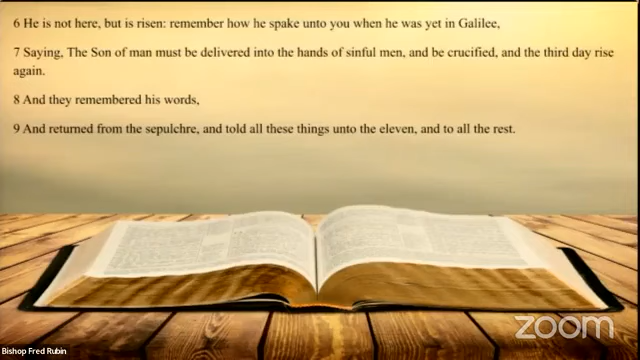 6 He is not here, but is risen: remember how he spake unto you when he was yet in Galilee,
7 Saying, The Son of man must be delivered into the hands of sinful men, and be crucified, and the third day rise
again.
8 And they remembered his words,
9 And returned from the sepulchre, and told all these things unto the eleven, and to all the rest.
zoom
Bishop Fred Rubin